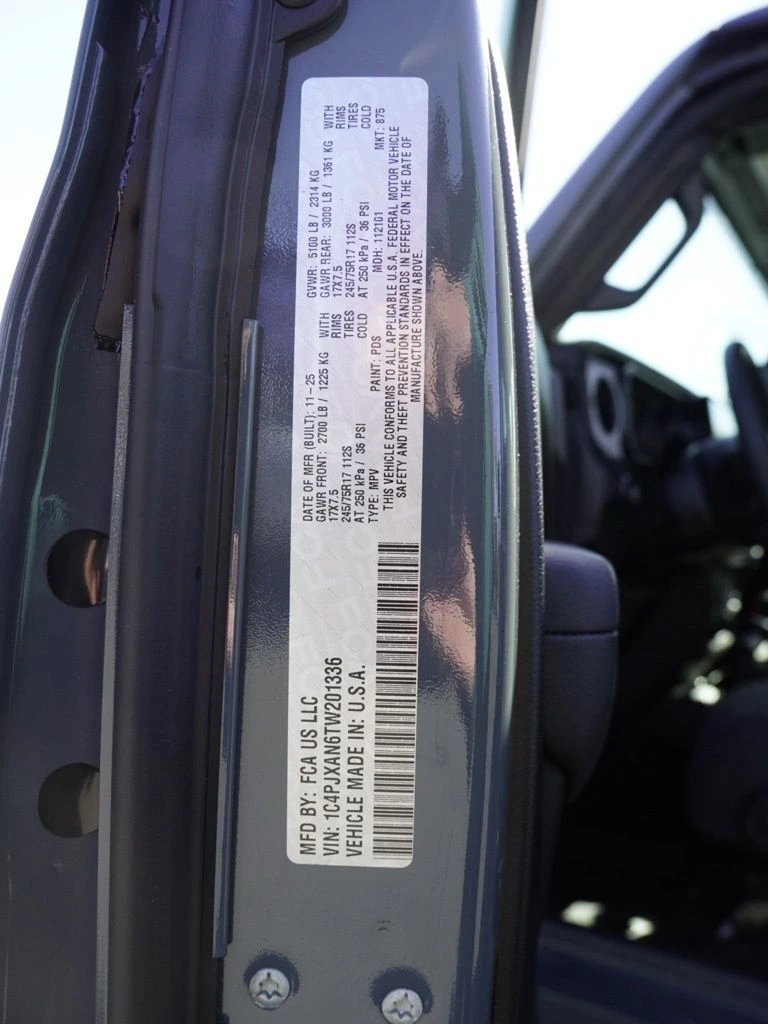 MFD BY: FCA US LLC
VIN: 1C4PJXAN6TW201336
VEHICLE MADE IN: U.S.A.
DATE OF MFR (BUILT): 11-25 GVWR: 5100 LB / 2314 KG
GAWR FRONT: 2700 LB / 1225 KG WITH GAWR REAR: 3000 LB / 1361 KG WITH
17X7.5 RIMS 17X7.5 RIMS
245/75R17 112S TIRES 245/75R17 112S TIRES
AT 250 kPa / 36 PSI COLD AT 250 kPa / 36 PSI COLD
TYPE: MPV PAINT: PDS MDH: 112101 MKT: 875
THIS VEHICLE CONFORMS TO ALL APPLICABLE U.S.A. FEDERAL MOTOR VEHICLE
SAFETY AND THEFT PREVENTION STANDARDS IN EFFECT ON THE DATE OF
MANUFACTURE SHOWN ABOVE.